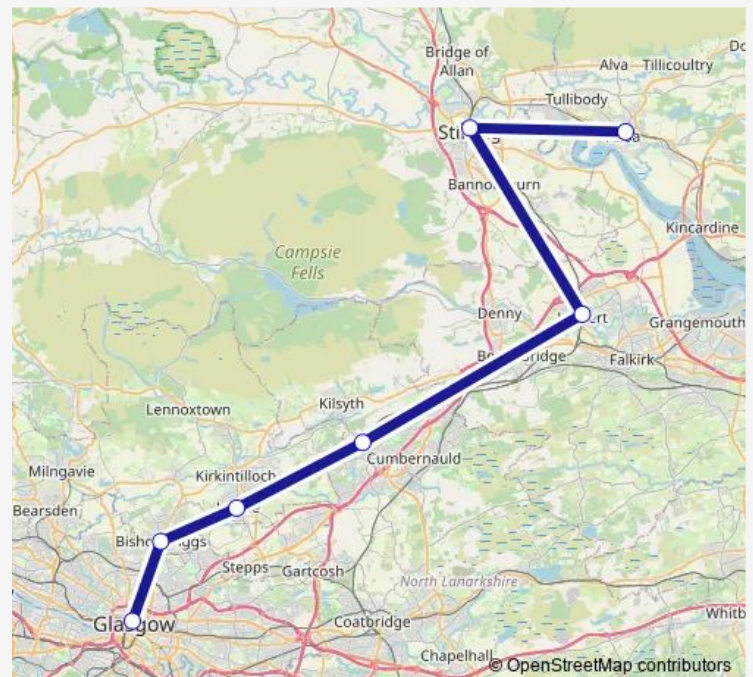 Bridge of
Allan
Alva
Tillicoultry
Tullibody
Kincardine
Campsie
Fells
Denny
Grangemouth
Falkirk
Lennoxtown
Kilsyth
Cumbernauld
Milngavie
Kirkintilloch
Bearsden
Stepps
Gartcosh
North Lanarkshire
Coatbridge
Chapelhall
© OpenStreetMap contributors